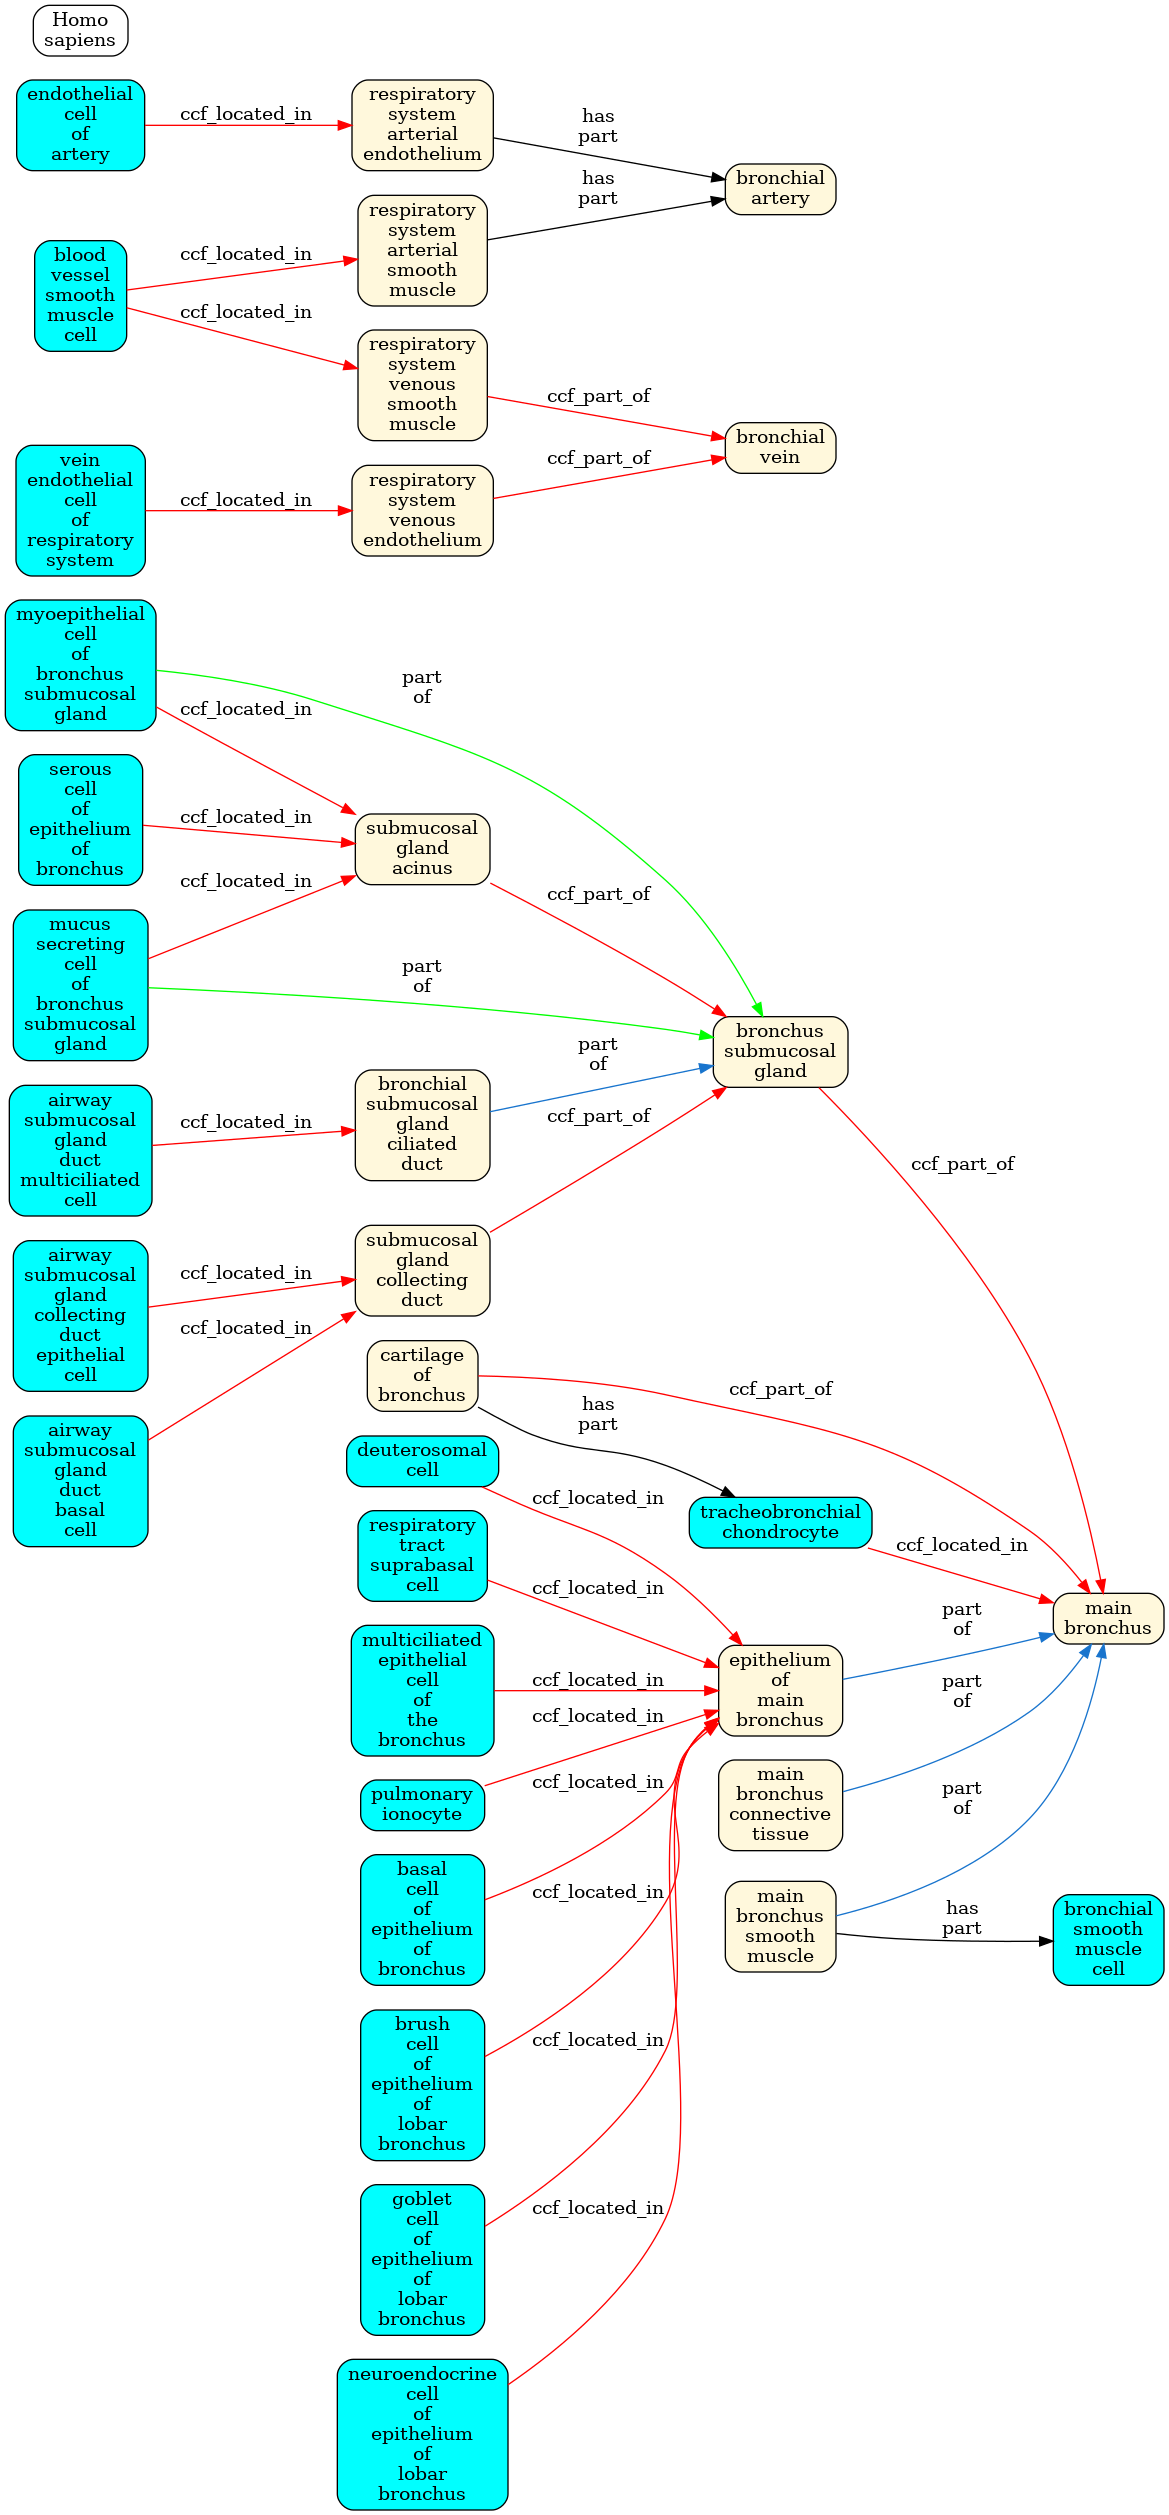 Homo
sapiens
endothelial
cell
of
artery
ccf_located_in
respiratory
system
arterial
endothelium
has
part
bronchial
artery
blood
vessel
smooth
muscle
cell
ccf_located_in
ccf_located_in
respiratory
system
arterial
smooth
muscle
has
part
respiratory
system
venous
smooth
muscle
ccf_part_of
bronchial
vein
vein
endothelial
cell
of
respiratory
system
ccf_located_in
respiratory
system
venous
endothelium
ccf_part_of
myoepithelial
cell
of
bronchus
submucosal
gland
part
of
ccf_located_in
serous
cell
of
epithelium
of
bronchus
ccf_located_in
submucosal
gland
acinus
ccf_part_of
mucus
secreting
cell
of
bronchus
submucosal
gland
ccf_located_in
part
of
bronchus
submucosal
gland
ccf_part_of
airway
submucosal
gland
duct
multiciliated
cell
ccf_located_in
bronchial
submucosal
gland
ciliated
duct
part
of
airway
submucosal
gland
collecting
duct
epithelial
cell
ccf_located_in
submucosal
gland
collecting
duct
ccf_part_of
airway
submucosal
gland
duct
basal
cell
ccf_located_in
cartilage
of
bronchus
ccf_part_of
has
part
tracheobronchial
chondrocyte
ccf_located_in
main
bronchus
deuterosomal
cell
ccf_located_in
respiratory
tract
suprabasal
cell
ccf_located_in
multiciliated
epithelial
cell
of
the
bronchus
ccf_located_in
epithelium
of
main
bronchus
part
of
pulmonary
ionocyte
ccf_located_in
main
bronchus
connective
tissue
part
of
basal
cell
of
epithelium
of
bronchus
ccf_located_in
main
bronchus
smooth
muscle
part
of
has
part
bronchial
smooth
muscle
cell
brush
cell
of
epithelium
of
lobar
bronchus
ccf_located_in
goblet
cell
of
epithelium
of
lobar
bronchus
ccf_located_in
neuroendocrine
cell
of
epithelium
of
lobar
bronchus
ccf_located_in